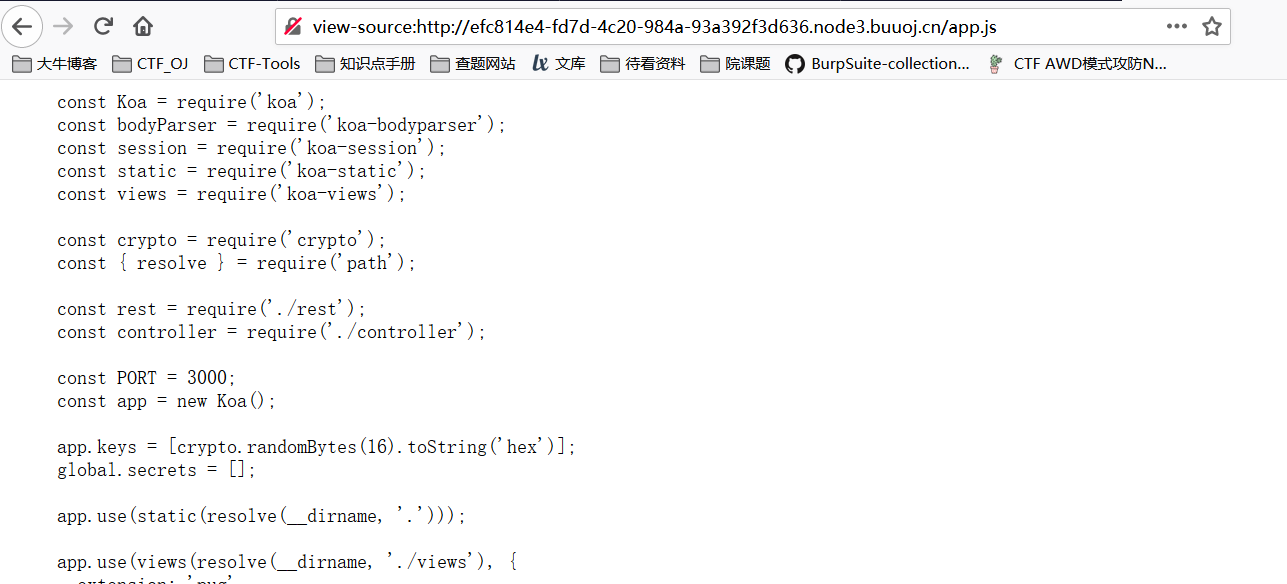 view-source:http://efc814e4-fd7d-4c20-984a-93a392f3d636.node3.buuoj.cn/app.js
大牛博客 CTF_OJ CTF-Tools 知识点手册 查题网站 文库 待看资料 院课题 BurpSuite-collection... CTF AWD模式攻防N...
const Koa = require('koa');
const bodyParser = require('koa-bodyparser');
const session = require('koa-session');
const static = require('koa-static');
const views = require('koa-views');
const crypto = require('crypto');
const { resolve } = require('path');
const rest = require('./rest');
const controller = require('./controller');
const PORT = 3000;
const app = new Koa();
app.keys = [crypto.randomBytes(16).toString('hex')];
global.secrets = [];
app.use(static(resolve(__dirname, '.')));
app.use(views(resolve(__dirname, './views'), {
extension: 'pug'